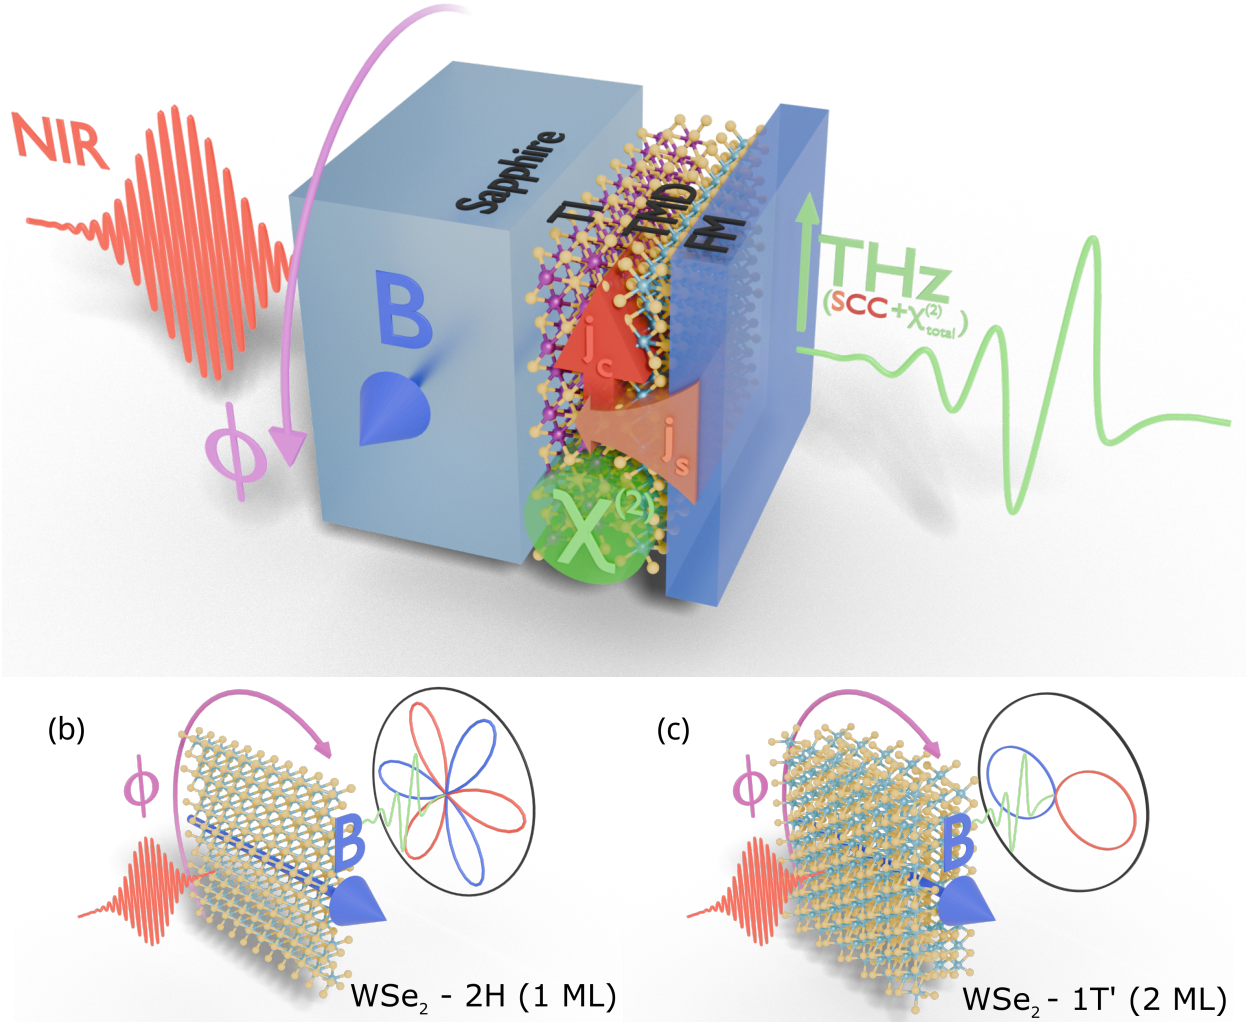 NIR
Sapphire
TI
TMD
FM
B
THz
(SCC+χ⁽²⁾total)
jc
js
ϕ
χ⁽²⁾
(b)
ϕ
B
WSe₂ - 2H (1 ML)
(c)
ϕ
B
WSe₂ - 1T' (2 ML)